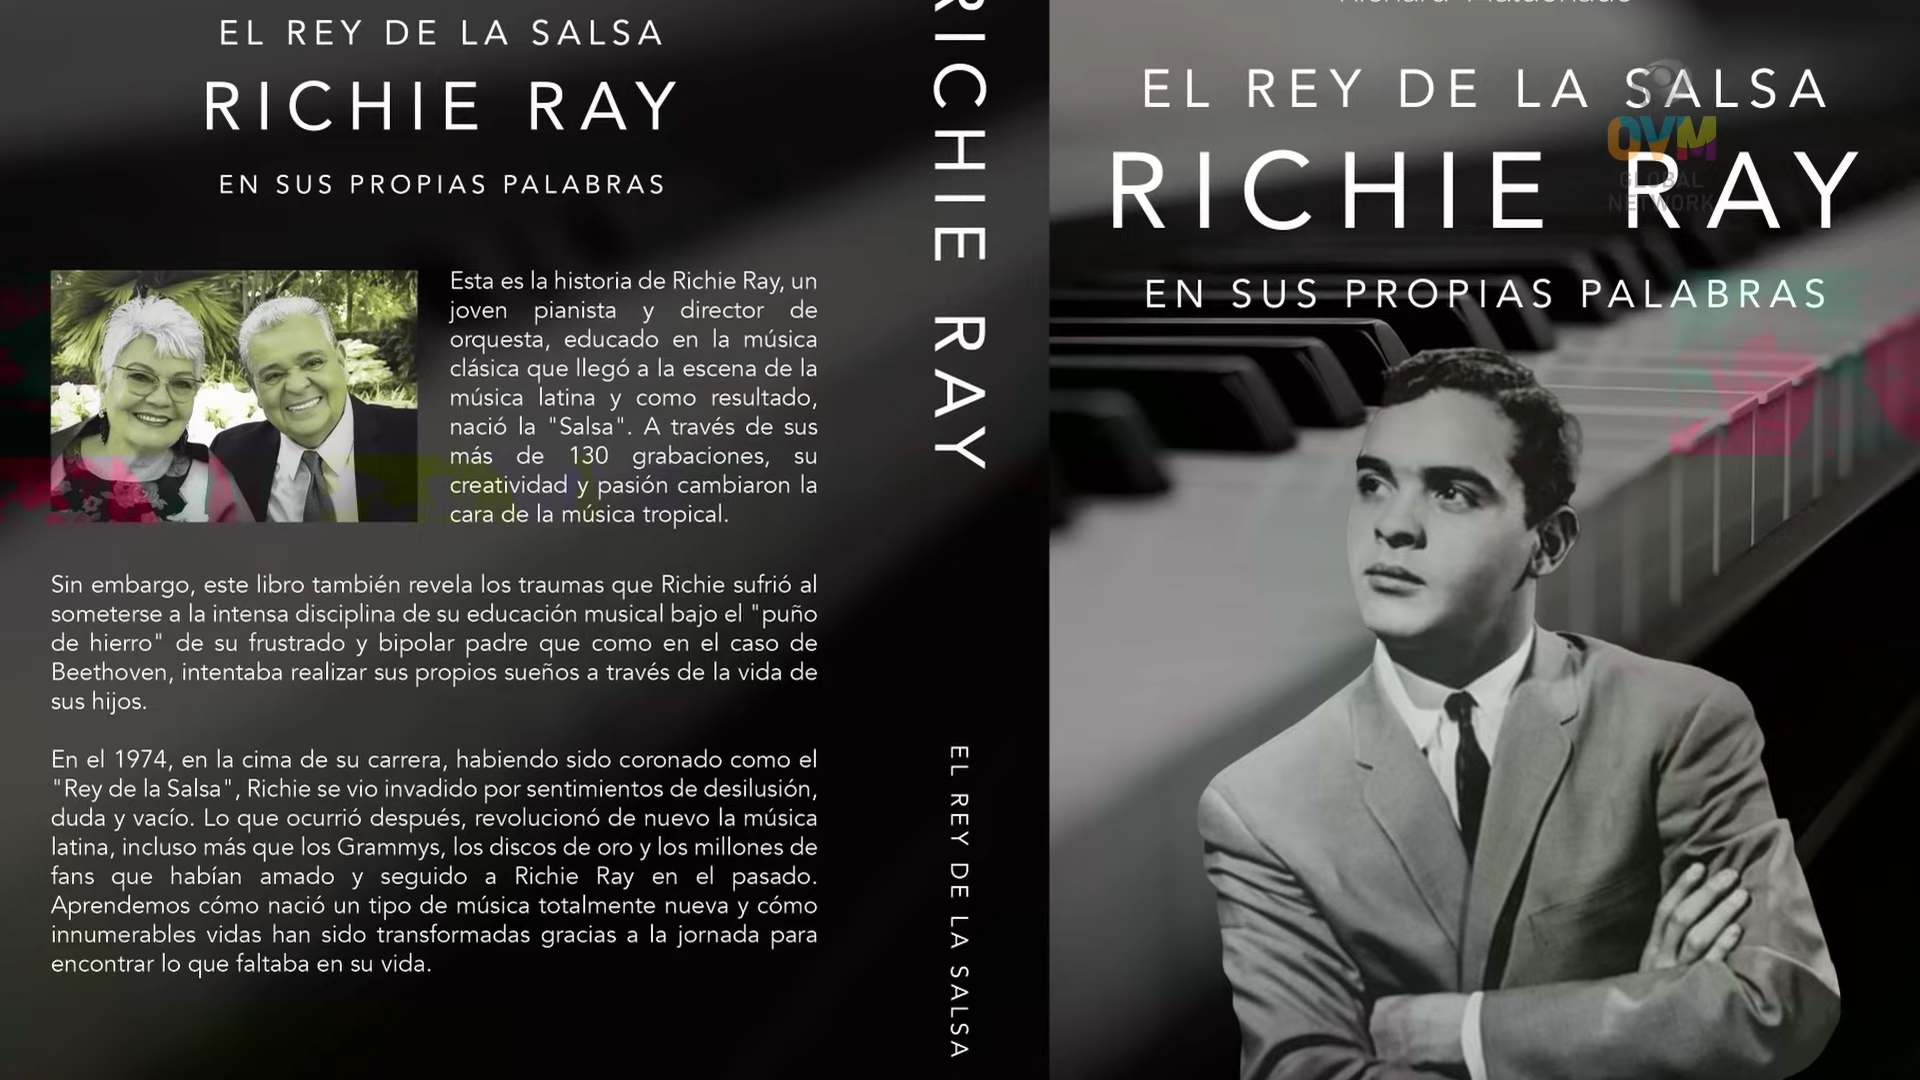 EL REY DE LA SALSA
RICHIE RAY
EN SUS PROPIAS PALABRAS
Esta es la historia de Richie Ray, un
joven pianista y director de
orquesta, educado en la música
clásica que llegó a la escena de la
música latina y como resultado,
nació la "Salsa". A través de sus
más de 130 grabaciones, su
creatividad y pasión cambiaron la
cara de la música tropical.
Sin embargo, este libro también revela los traumas que Richie sufrió al
someterse a la intensa disciplina de su educación musical bajo el "puño
de hierro" de su frustrado y bipolar padre que como en el caso de
Beethoven, intentaba realizar sus propios sueños a través de la vida de
sus hijos.
En el 1974, en la cima de su carrera, habiendo sido coronado como el
"Rey de la Salsa", Richie se vio invadido por sentimientos de desilusión,
duda y vacío. Lo que ocurrió después, revolucionó de nuevo la música
latina, incluso más que los Grammys, los discos de oro y los millones de
fans que habían amado y seguido a Richie Ray en el pasado.
Aprendemos cómo nació un tipo de música totalmente nueva y cómo
innumerables vidas han sido transformadas gracias a la jornada para
encontrar lo que faltaba en su vida.
RICHIE RAY
EL REY DE LA SALSA
EL REY DE LA SALSA
RICHIE RAY
EN SUS PROPIAS PALABRAS
OVM
GLOBAL
NETWORK